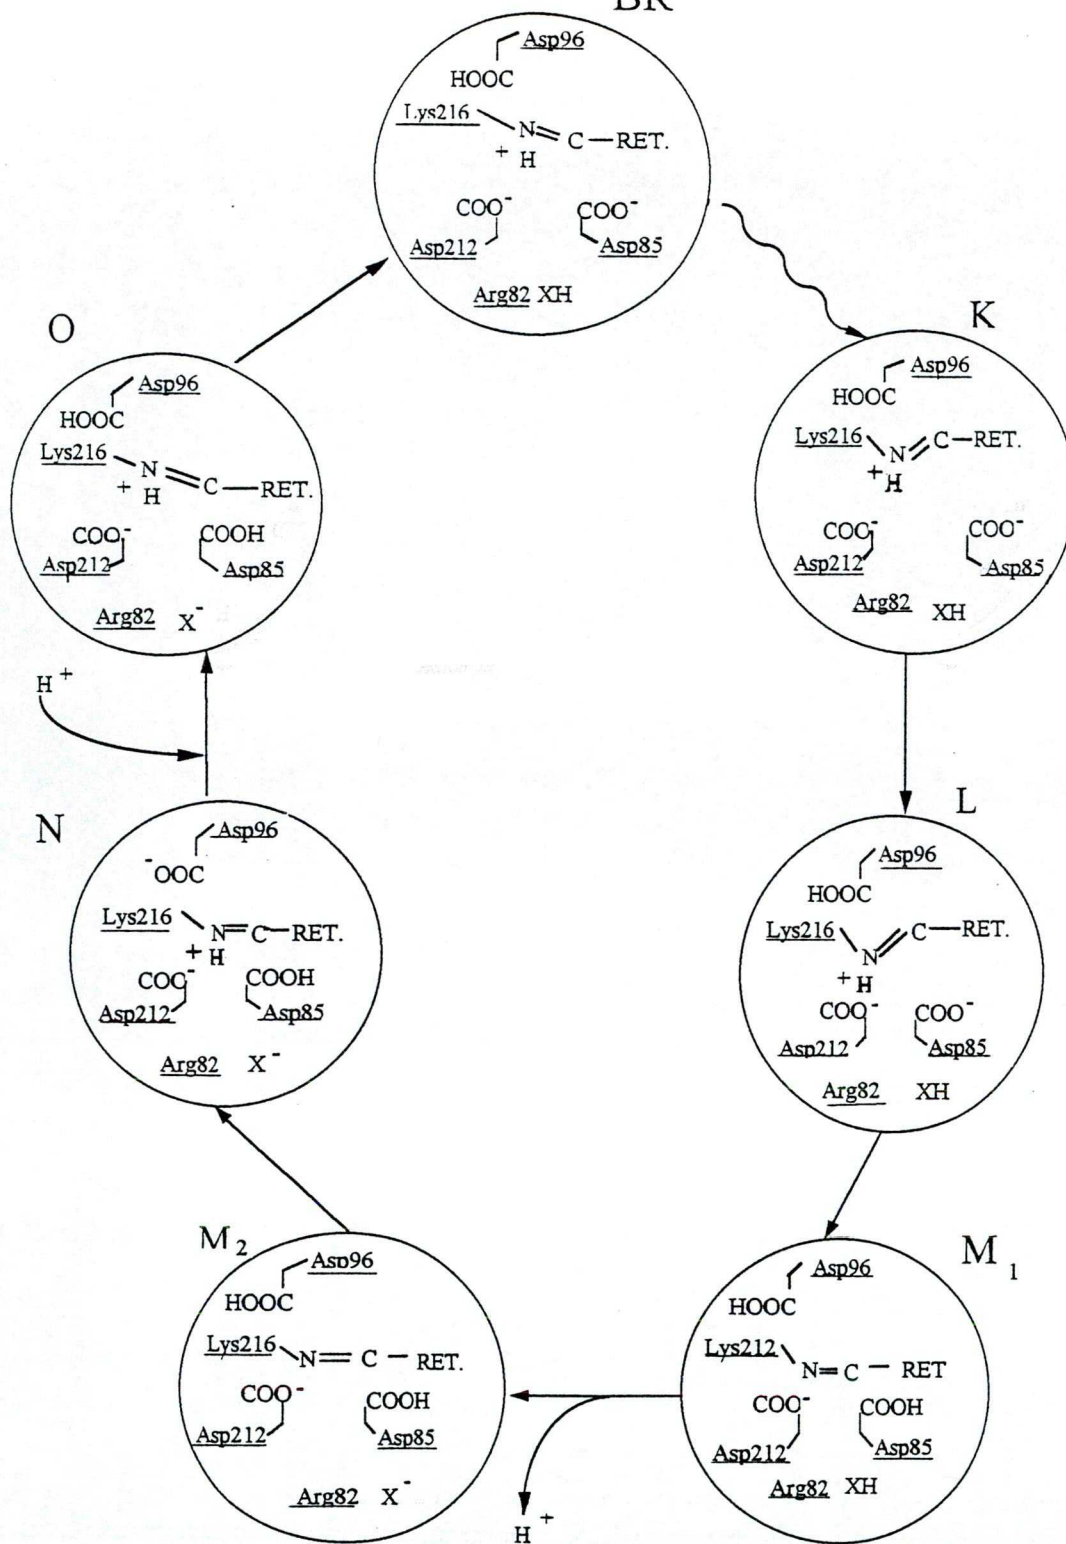 BR
Asp96
HOOC
Lys216
N C—RET.
+ H
COO⁻ COO⁻
Asp212 Asp85
Arg82 XH
K
Asp96
HOOC
Lys216
N C—RET.
+ H
COO⁻ COO⁻
Asp212 Asp85
Arg82 XH
L
Asp96
HOOC
Lys216
N C—RET.
+ H
COO⁻ COO⁻
Asp212 Asp85
Arg82 XH
M₁
Asp96
HOOC
Lys212
N=C — RET
COO⁻ COOH
Asp212 Asp85
Arg82 XH
H⁺
M₂
Asp96
HOOC
Lys216
N=C — RET.
COO⁻ COOH
Asp212 Asp85
Arg82 X⁻
N
Asp96
⁻OOC
Lys216
N=C—RET.
+ H
COO⁻ COOH
Asp212 Asp85
Arg82 X⁻
H⁺
O
Asp96
HOOC
Lys216
N C—RET.
+ H
COO⁻ COOH
Asp212 Asp85
Arg82 X⁻